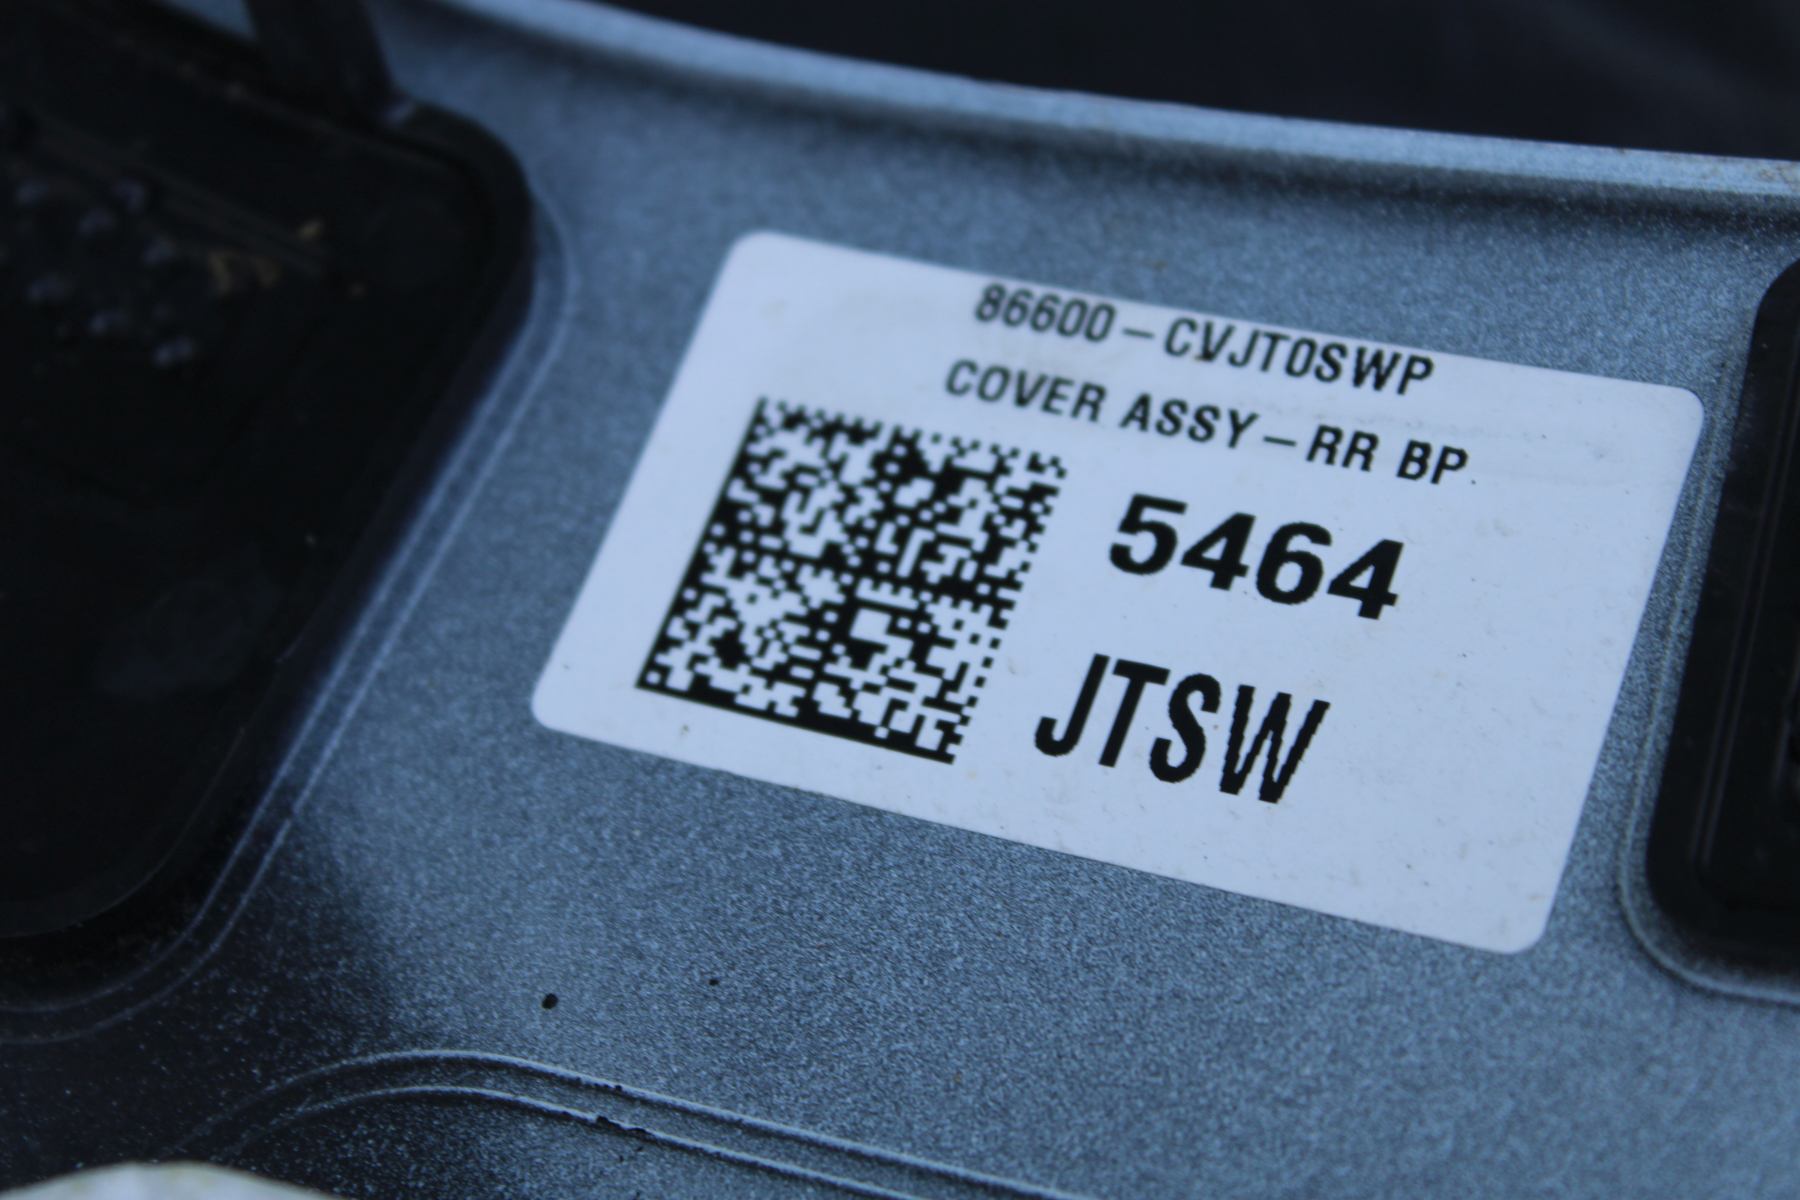 86600-CVJT0SWP
COVER ASSY-RR BP
5464
JTSW